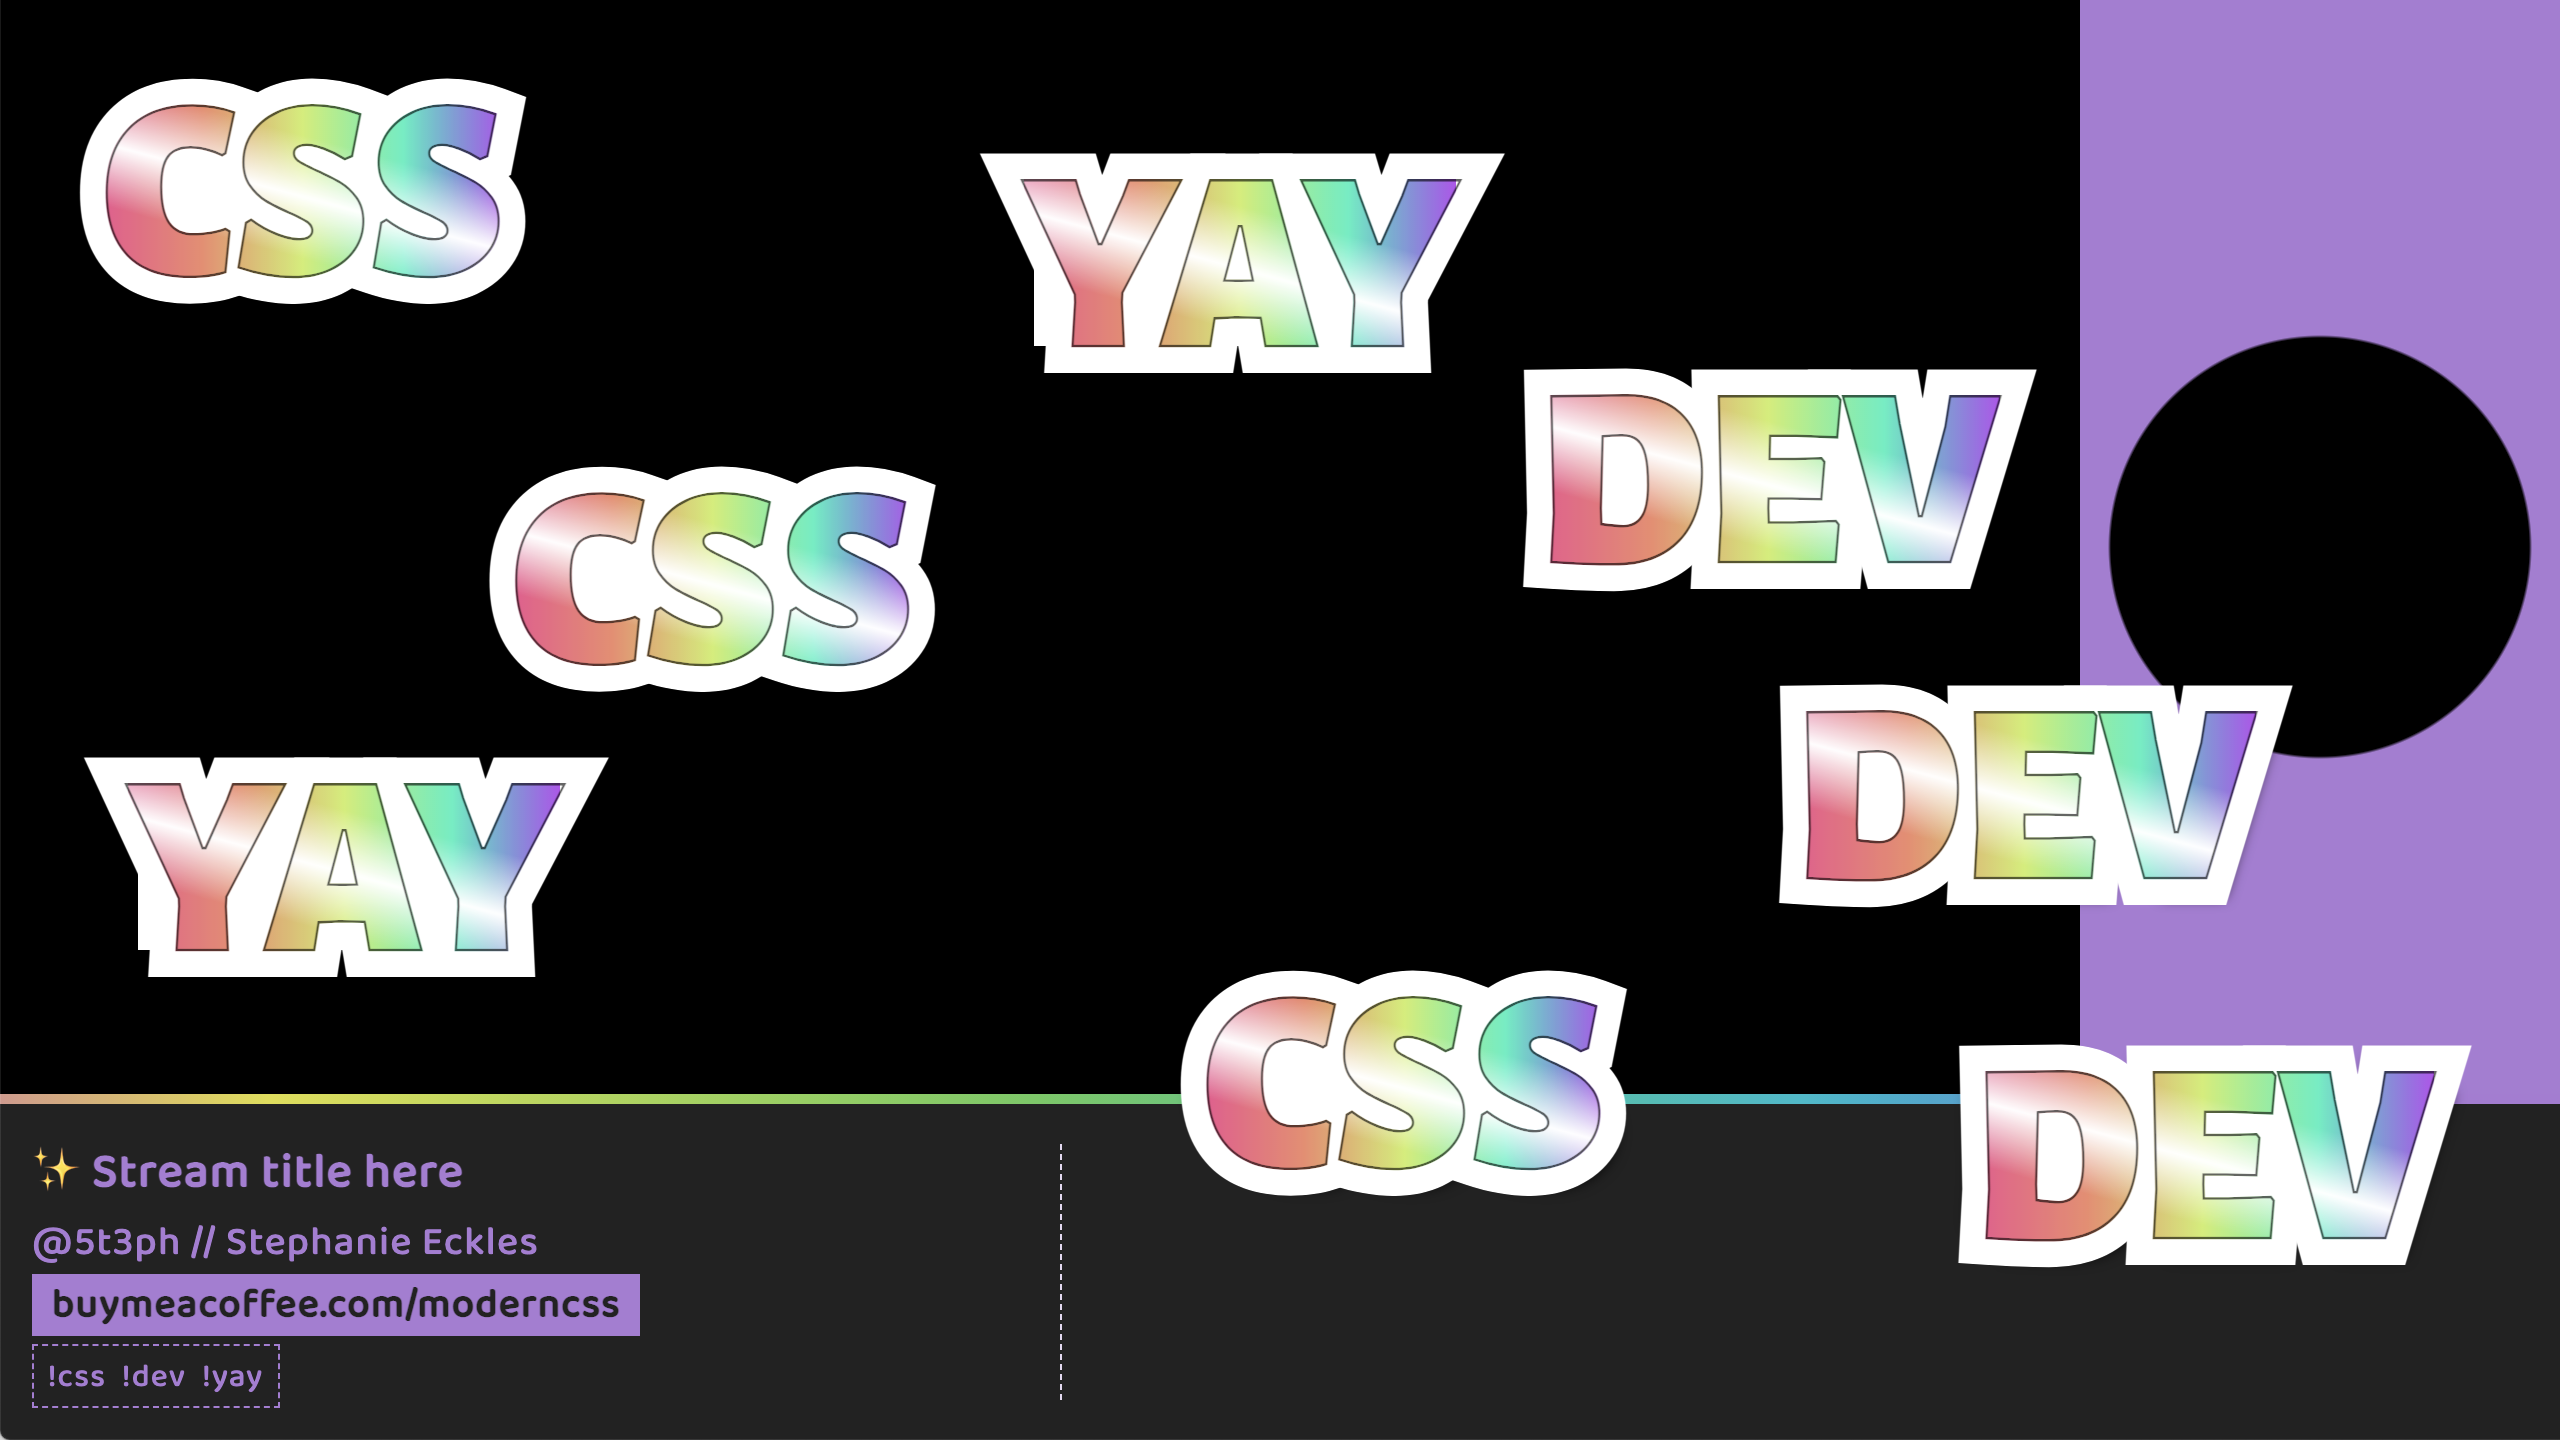 CSS
YAY
DEV
CSS
DEV
YAY
CSS
DEV
✨ Stream title here
@5t3ph // Stephanie Eckles
buymeacoffee.com/moderncss
!css !dev !yay